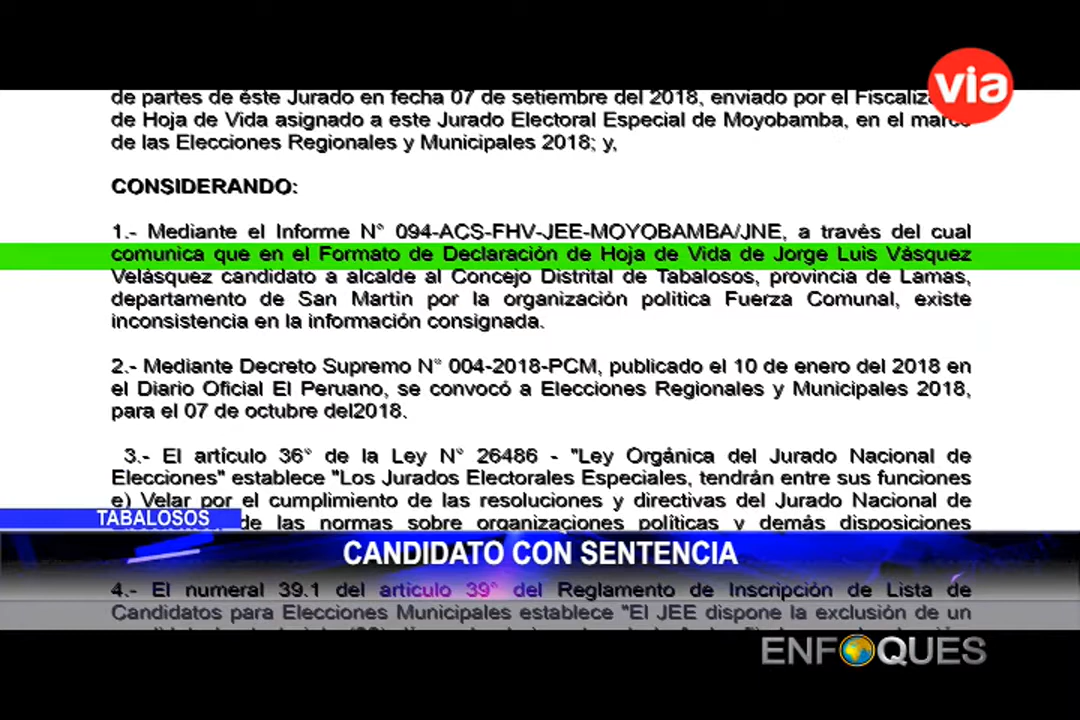 via
de partes de éste Jurado en fecha 07 de setiembre del 2018, enviado por el
de Hoja de Vida asignado a este Jurado Electoral Especial de Moyobamba, en el
de las Elecciones Regionales y Municipales 2018; y,
CONSIDERANDO:
1.- Mediante el Informe N° 094-ACS-FHV-JEE-MOYOBAMBA/JNE, a través del cual
comunica que en el Formato de Declaración de Hoja de Vida de Jorge Luis Vásquez
Velásquez candidato a alcalde al Concejo Distrital de Tabalosos, provincia de Lamas,
departamento de San Martin por la organización política Fuerza Comunal, existe
inconsistencia en la información consignada.
2.- Mediante Decreto Supremo N° 004-2018-PCM, publicado el 10 de enero del 2018 en
el Diario Oficial El Peruano, se convocó a Elecciones Regionales y Municipales 2018,
para el 07 de octubre del2018.
3.- El artículo 36° de la Ley N° 26486 - "Ley Orgánica del Jurado Nacional de
Elecciones" establece "Los Jurados Electorales Especiales, tendrán entre sus funciones
e) Velar por el cumplimiento de las resoluciones y directivas del Jurado Nacional de
TABALOSOS
de las normas sobre organizaciones políticas y demás disposiciones
CANDIDATO CON SENTENCIA
4.- El numeral 39.1 del artículo 39° del Reglamento de Inscripción de Lista de
Candidatos para Elecciones Municipales establece "El JEE dispone la exclusión de un
ENFOQUES